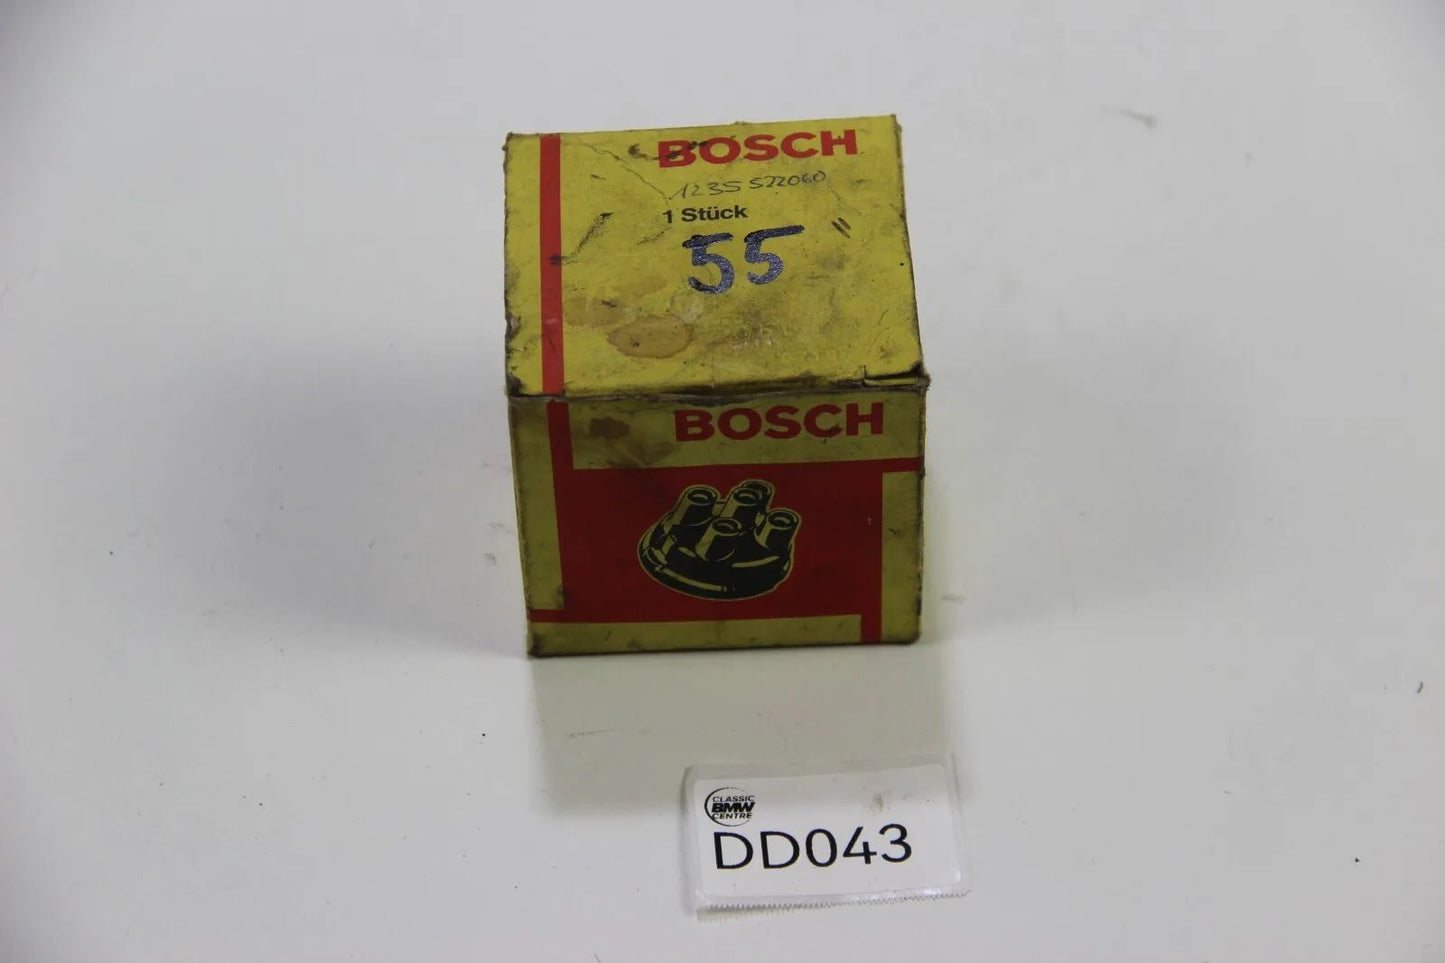 BOSCH
1235 522060
1 Stück
55
BOSCH
CLASSIC
BMW
CENTRE
DD043